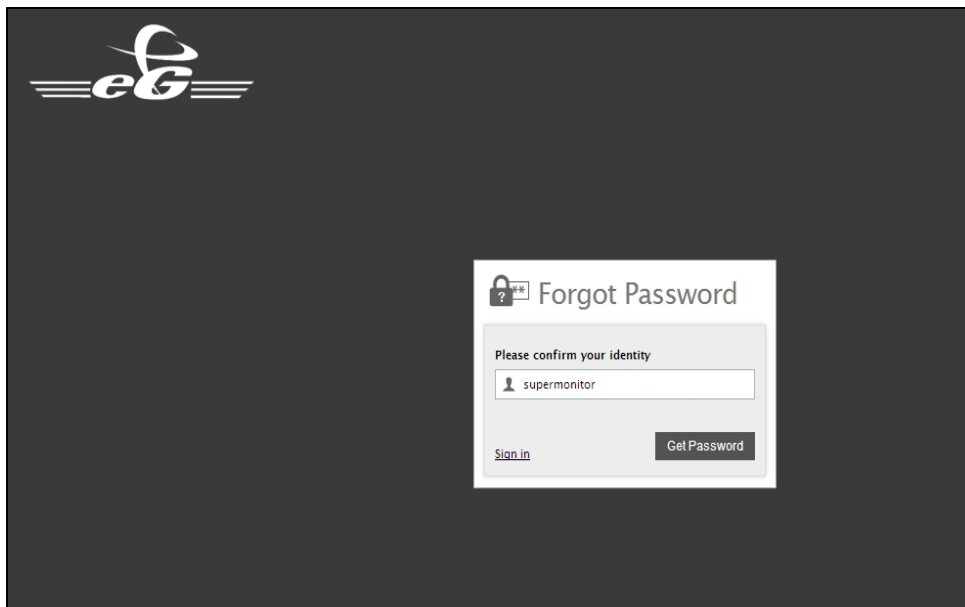 eG
? **
Forgot Password
Please confirm your identity
supermonitor
Sign in
Get Password